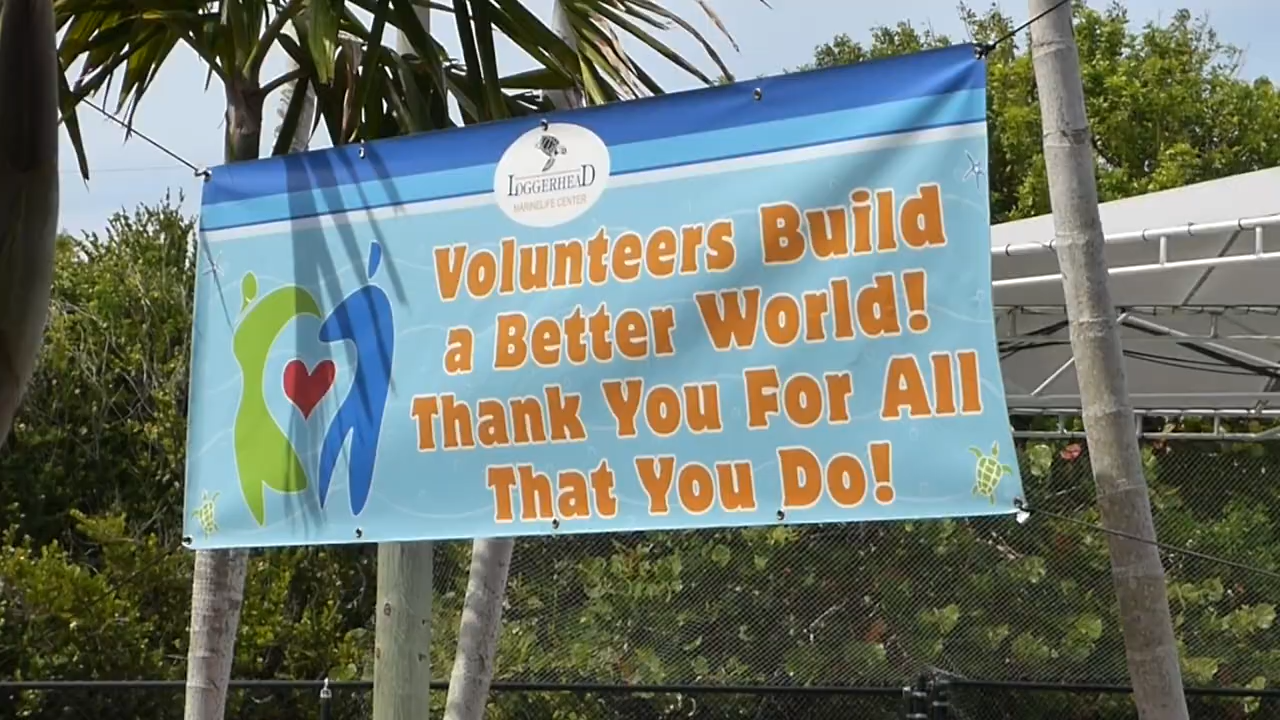 LOGGERHEAD
MARINELIFE CENTER
Volunteers Build
a Better World!
Thank You For All
That You Do!